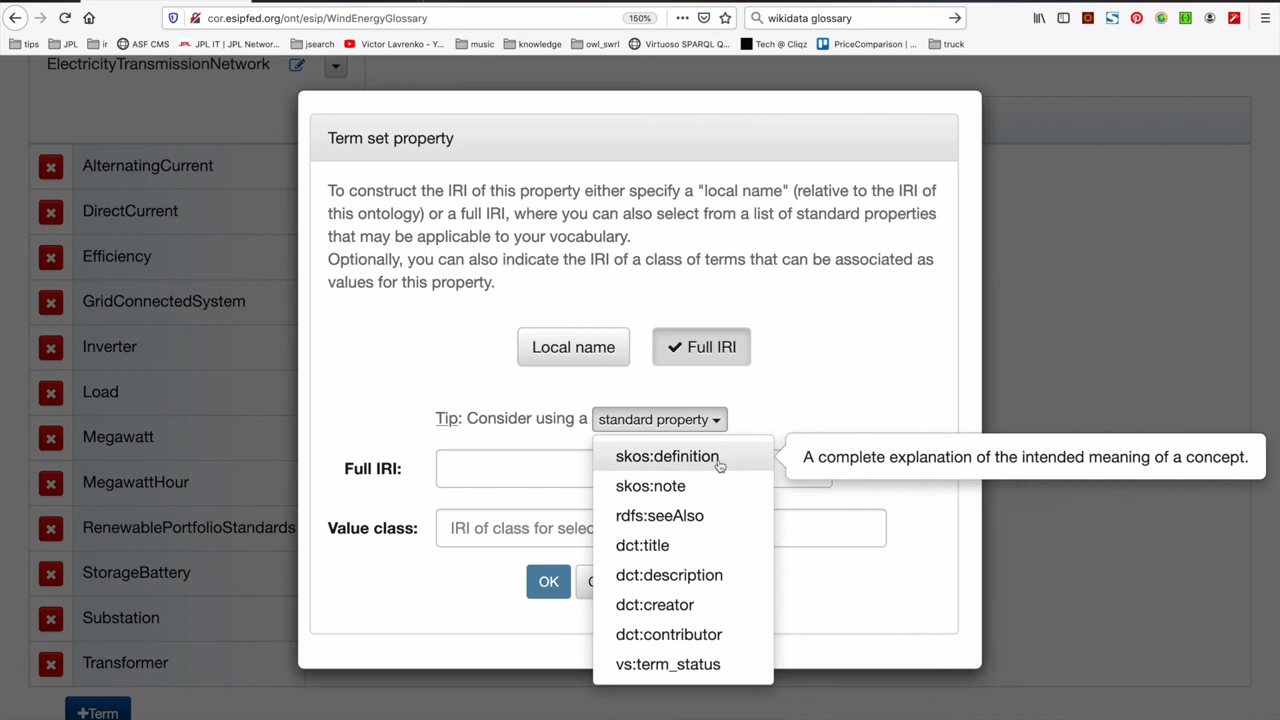 cor.esipfed.org/ont/esip/WindEnergyGlossary
150%
wikidata glossary
tips
JPL
ir
ASF CMS
JPL IT | JPL Networ...
jsearch
Victor Lavrenko - Y...
music
knowledge
owl_swrl
Virtuoso SPARQL Q...
Tech @ Cliqz
PriceComparison | ...
truck
ElectricityTransmissionNetwork
AlternatingCurrent
DirectCurrent
Efficiency
GridConnectedSystem
Inverter
Load
Megawatt
MegawattHour
RenewablePortfolioStandards
StorageBattery
Substation
Transformer
+Term
Term set property
To construct the IRI of this property either specify a "local name" (relative to the IRI of
this ontology) or a full IRI, where you can also select from a list of standard properties
that may be applicable to your vocabulary.
Optionally, you can also indicate the IRI of a class of terms that can be associated as
values for this property.
Local name
Full IRI
Tip: Consider using a standard property
Full IRI:
Value class: IRI of class for selec
OK
skos:definition
skos:note
rdfs:seeAlso
dct:title
dct:description
dct:creator
dct:contributor
vs:term_status
A complete explanation of the intended meaning of a concept.